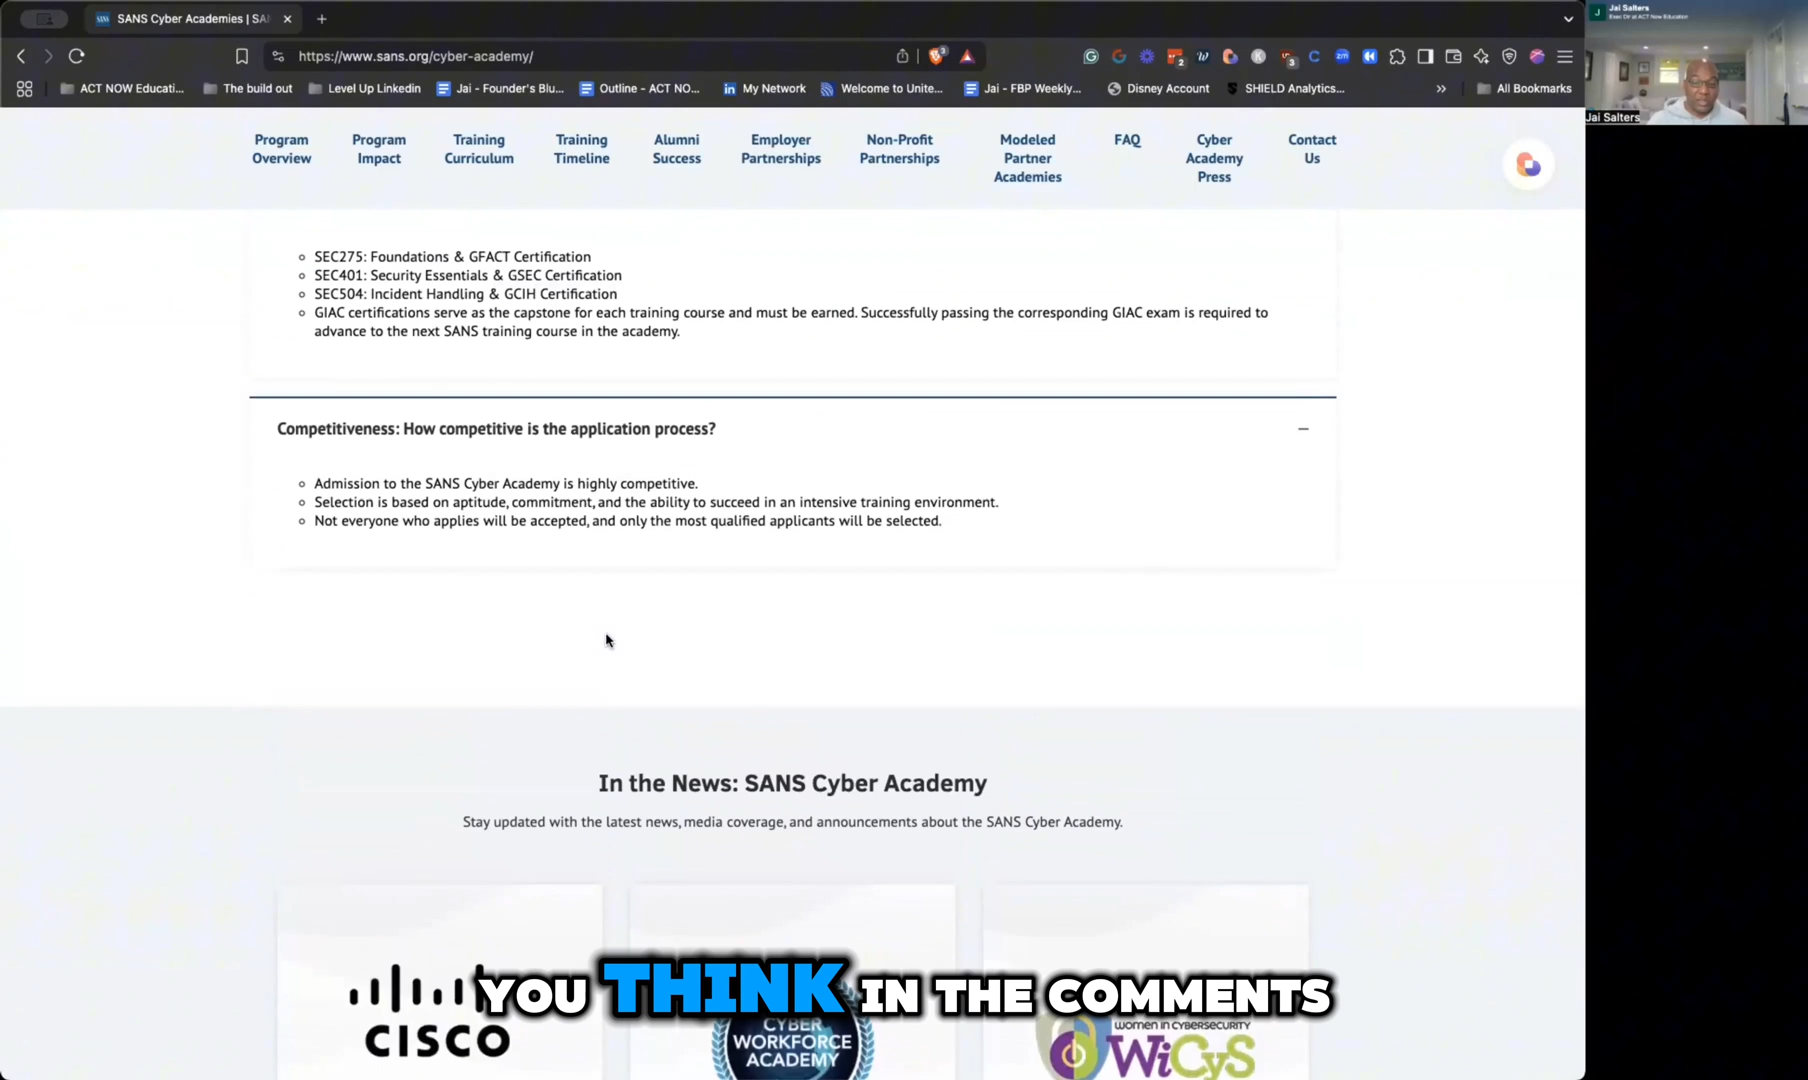 SANS Cyber Academies | SA
https://www.sans.org/cyber-academy/
ACT NOW Educati...
The build out
Level Up Linkedin
Jai - Founder's Blu...
Outline - ACT NO...
My Network
Welcome to Unite...
Jai - FBP Weekly...
Disney Account
SHIELD Analytics...
All Bookmarks
Jai Salters
Exec Dir at ACT Now Education
Jai Salters
Program Overview
Program Impact
Training Curriculum
Training Timeline
Alumni Success
Employer Partnerships
Non-Profit Partnerships
Modeled Partner Academies
FAQ
Cyber Academy Press
Contact Us
SEC275: Foundations & GFACT Certification
SEC401: Security Essentials & GSEC Certification
SEC504: Incident Handling & GCIH Certification
GIAC certifications serve as the capstone for each training course and must be earned. Successfully passing the corresponding GIAC exam is required to
advance to the next SANS training course in the academy.
Competitiveness: How competitive is the application process?
Admission to the SANS Cyber Academy is highly competitive.
Selection is based on aptitude, commitment, and the ability to succeed in an intensive training environment.
Not everyone who applies will be accepted, and only the most qualified applicants will be selected.
In the News: SANS Cyber Academy
Stay updated with the latest news, media coverage, and announcements about the SANS Cyber Academy.
YOU THINK IN THE COMMENTS
CISCO
CYBER
WORKFORCE
ACADEMY
WOMEN IN CYBERSECURITY
WiCyS